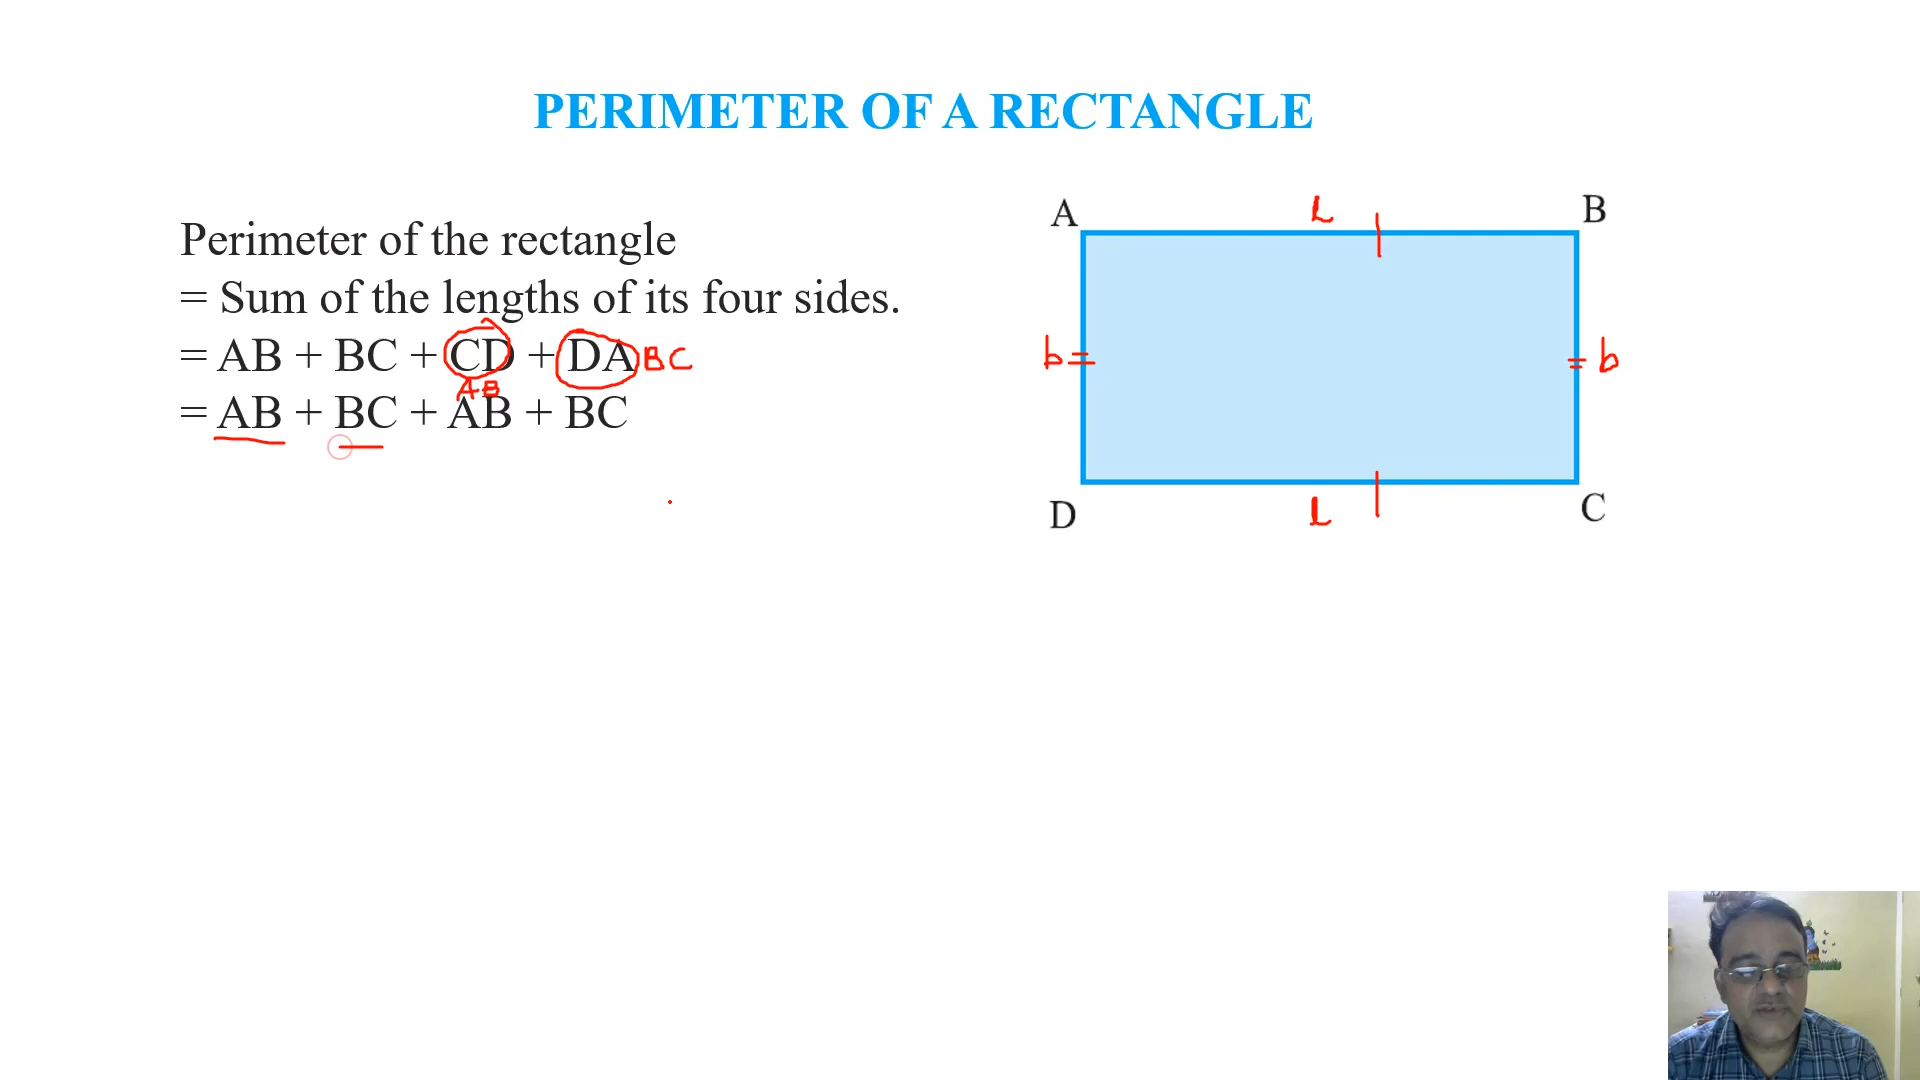 PERIMETER OF A RECTANGLE
Perimeter of the rectangle
= Sum of the lengths of its four sides.
= AB + BC + CD + DA BC
AB
= AB + BC + AB + BC
A L B
b b
D L C